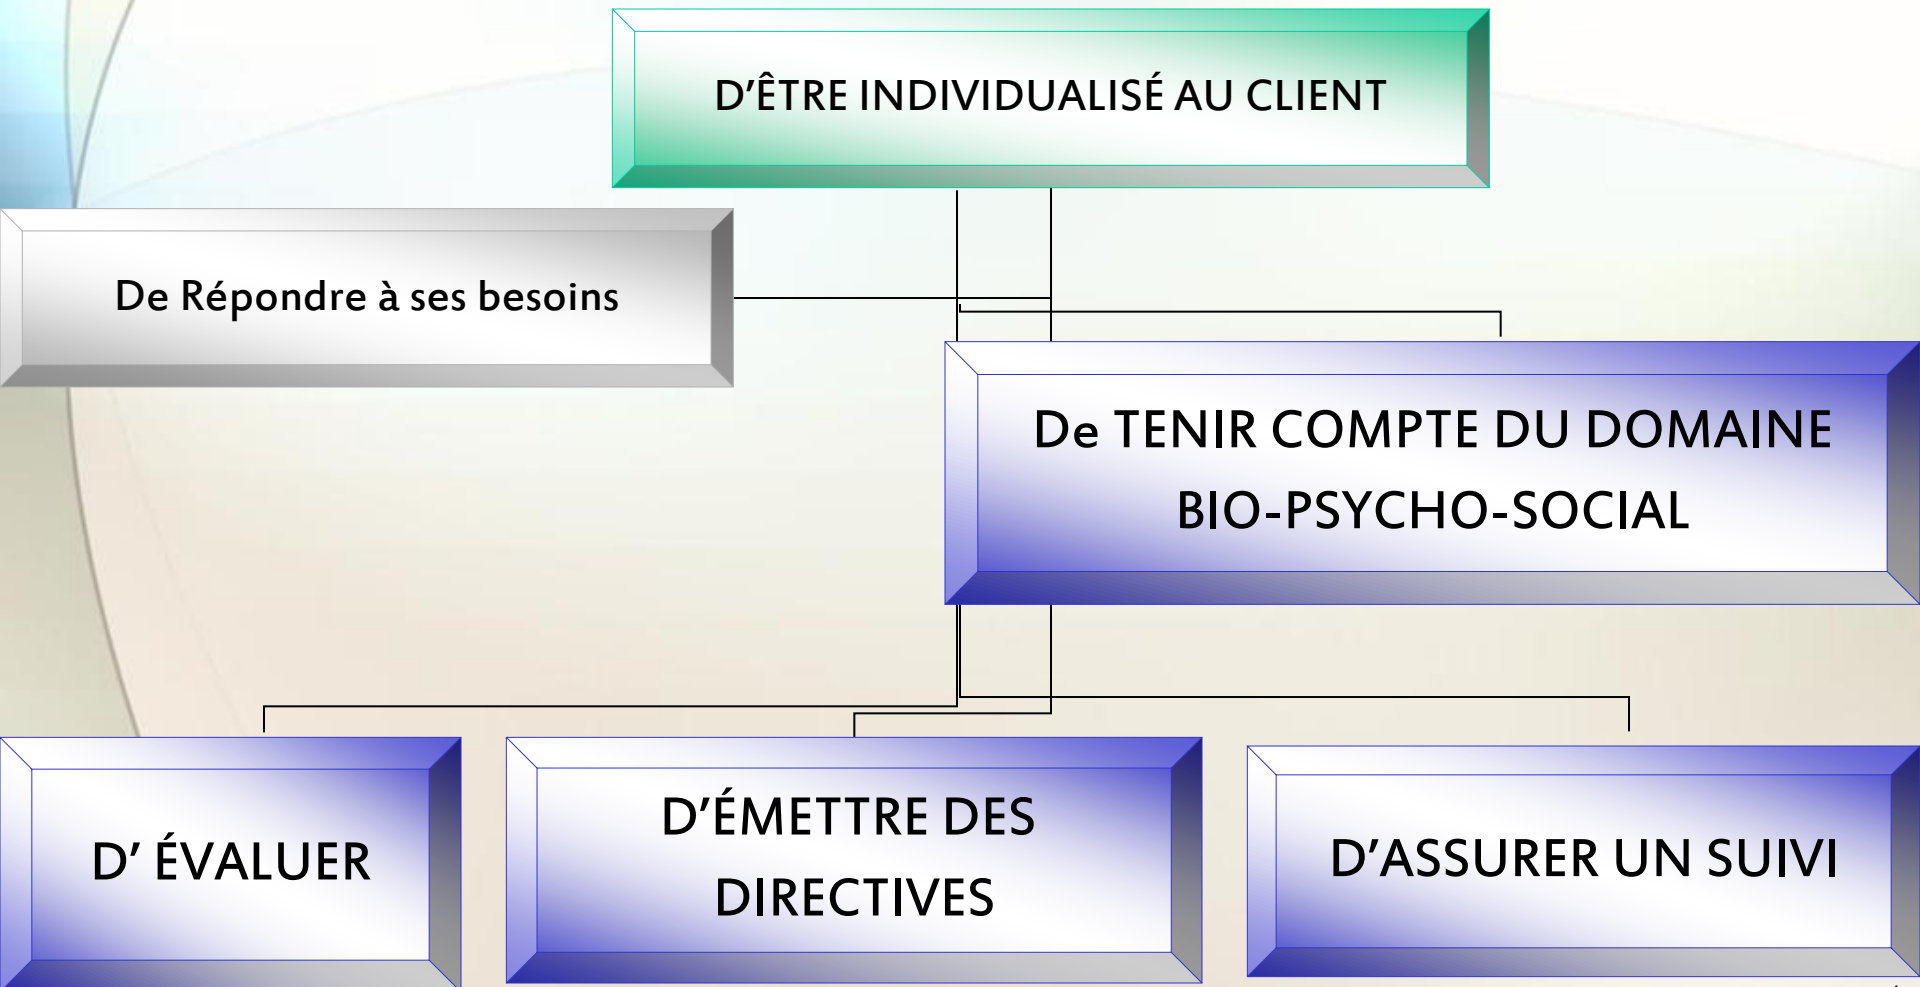 D'ÊTRE INDIVIDUALISÉ AU CLIENT
De Répondre à ses besoins
De TENIR COMPTE DU DOMAINE
BIO-PSYCHO-SOCIAL
D' ÉVALUER
D'ÉMETTRE DES
DIRECTIVES
D'ASSURER UN SUIVI